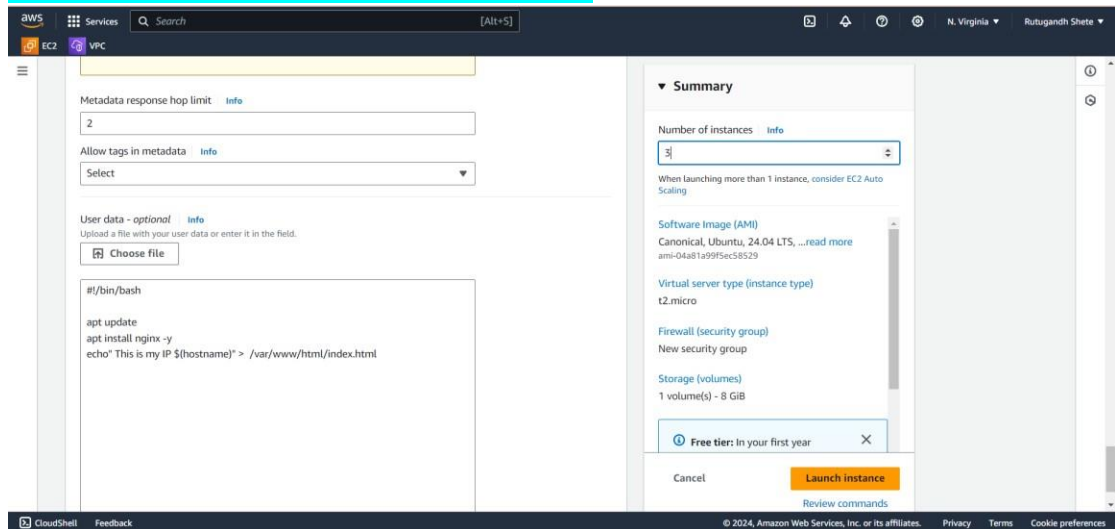 aws
Services
Search
[Alt+S]
N. Virginia
Rutugandh Shete
EC2
VPC
Metadata response hop limit Info
2
Allow tags in metadata Info
Select
User data - optional Info
Upload a file with your user data or enter it in the field.
Choose file
#!/bin/bash
apt update
apt install nginx -y
echo" This is my IP $(hostname)" > /var/www/html/index.html
Summary
Number of instances Info
3
When launching more than 1 instance, consider EC2 Auto
Scaling
Software Image (AMI)
Canonical, Ubuntu, 24.04 LTS, ...read more
ami-04a81a99f5ec58529
Virtual server type (instance type)
t2.micro
Firewall (security group)
New security group
Storage (volumes)
1 volume(s) - 8 GiB
Free tier: In your first year
Cancel
Launch instance
Review commands
CloudShell
Feedback
© 2024, Amazon Web Services, Inc. or its affiliates.
Privacy
Terms
Cookie preferences